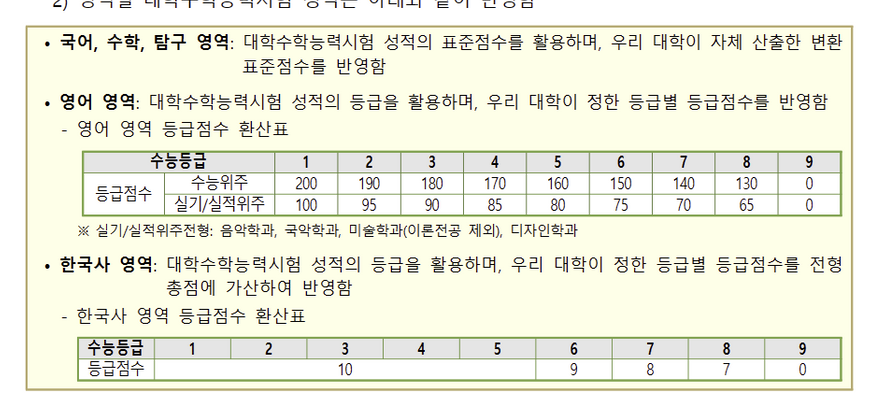 • 국어, 수학, 탐구 영역: 대학수학능력시험 성적의 표준점수를 활용하며, 우리 대학이 자체 산출한 변환
표준점수를 반영함
• 영어 영역: 대학수학능력시험 성적의 등급을 활용하며, 우리 대학이 정한 등급별 등급점수를 반영함
- 영어 영역 등급점수 환산표
수능등급 1 2 3 4 5 6 7 8 9
등급점수 수능위주 200 190 180 170 160 150 140 130 0
실기/실적위주 100 95 90 85 80 75 70 65 0
※ 실기/실적위주전형: 음악학과, 국악학과, 미술학과(이론전공 제외), 디자인학과
• 한국사 영역: 대학수학능력시험 성적의 등급을 활용하며, 우리 대학이 정한 등급별 등급점수를 전형
총점에 가산하여 반영함
- 한국사 영역 등급점수 환산표
수능등급 1 2 3 4 5 6 7 8 9
등급점수 10 9 8 7 0